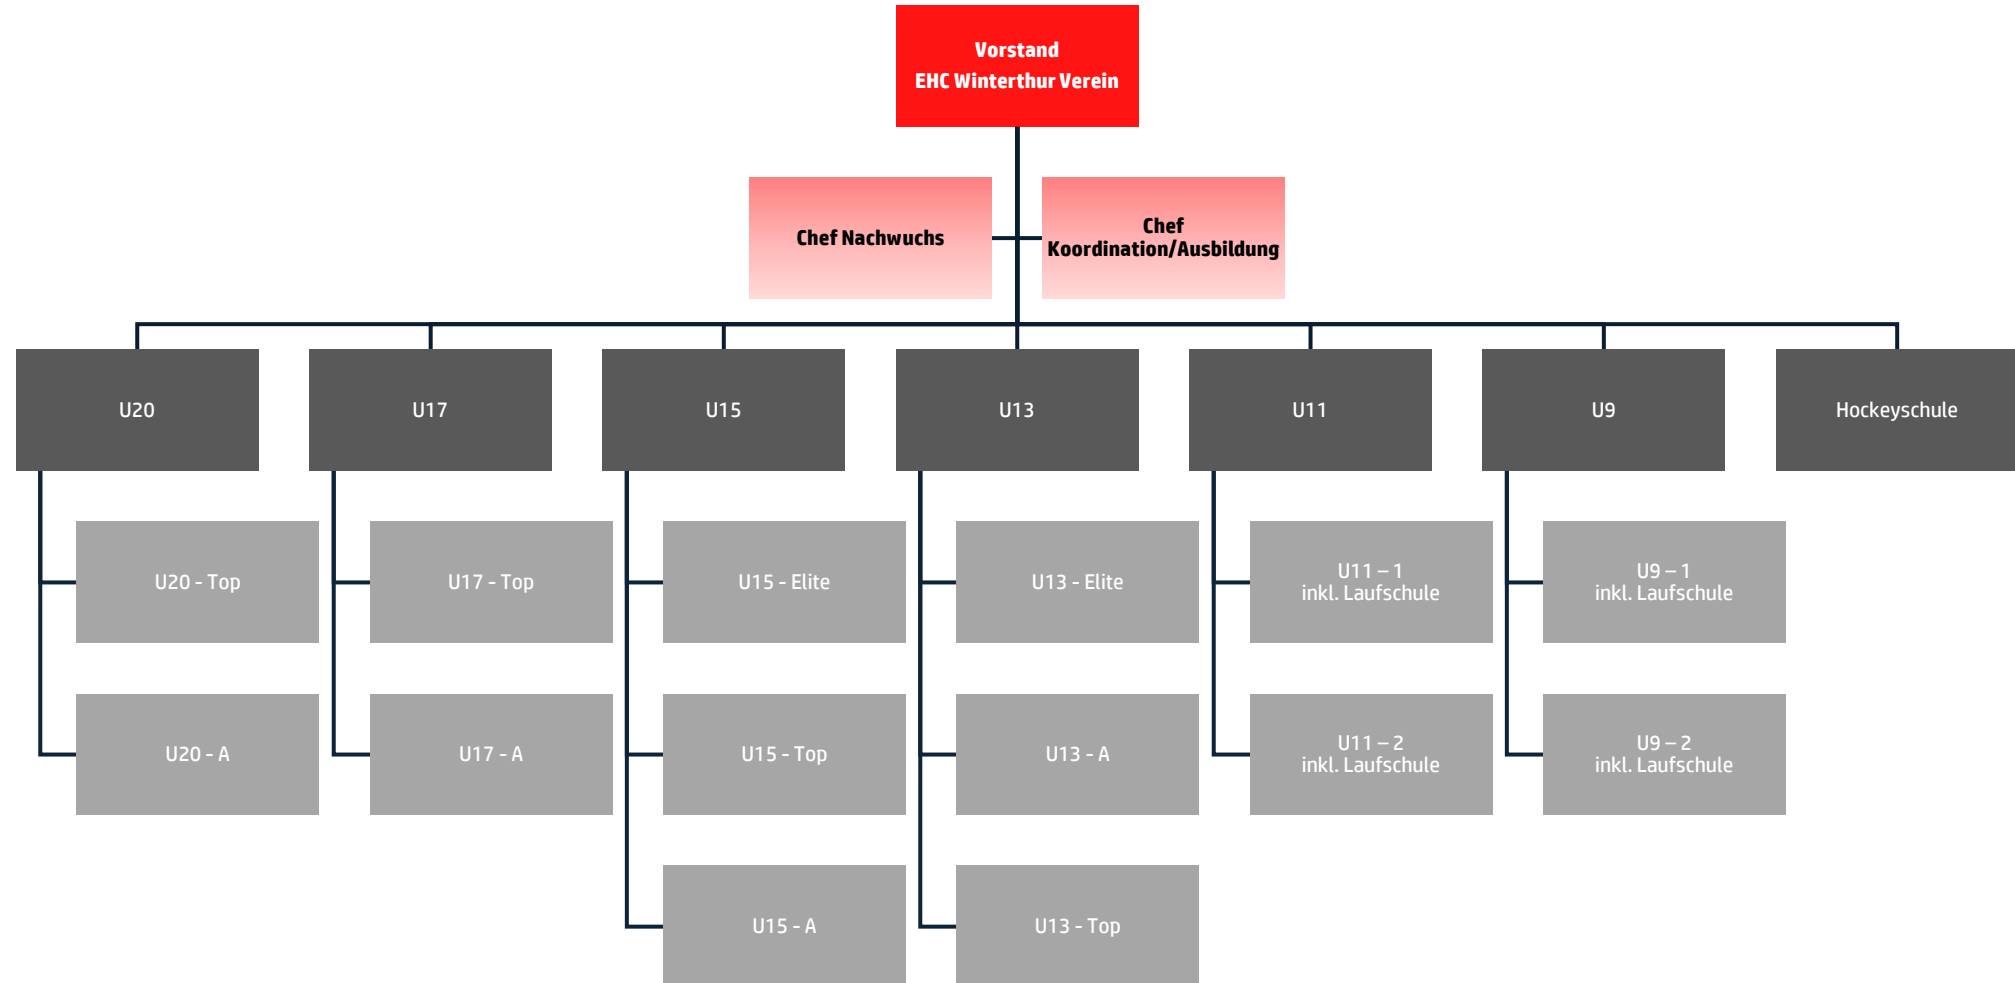 Vorstand
EHC Winterthur Verein
Chef Nachwuchs
Chef
Koordination/Ausbildung
U20
U17
U15
U13
U11
U9
Hockeyschule
U20 - Top
U17 - Top
U15 - Elite
U13 - Elite
U11 – 1
inkl. Laufschule
U9 – 1
inkl. Laufschule
U20 - A
U17 - A
U15 - Top
U13 - A
U11 – 2
inkl. Laufschule
U9 – 2
inkl. Laufschule
U15 - A
U13 - Top